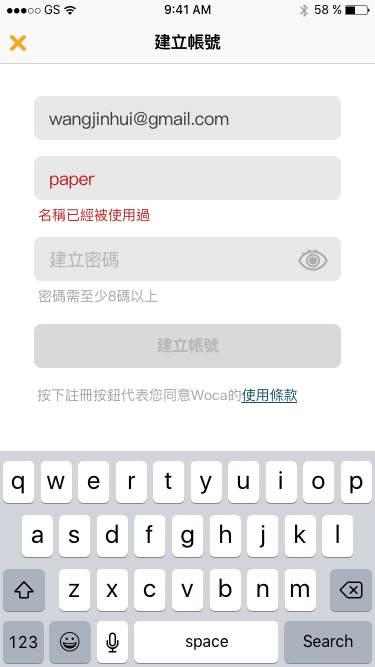 GS 9:41 AM 58 %
建立帳號
wangjinhui@gmail.com
paper
名稱已經被使用過
建立密碼
密碼需至少8碼以上
建立帳號
按下註冊按鈕代表您同意Woca的使用條款
q w e r t y u i o p
a s d f g h j k l
z x c v b n m
123 space Search